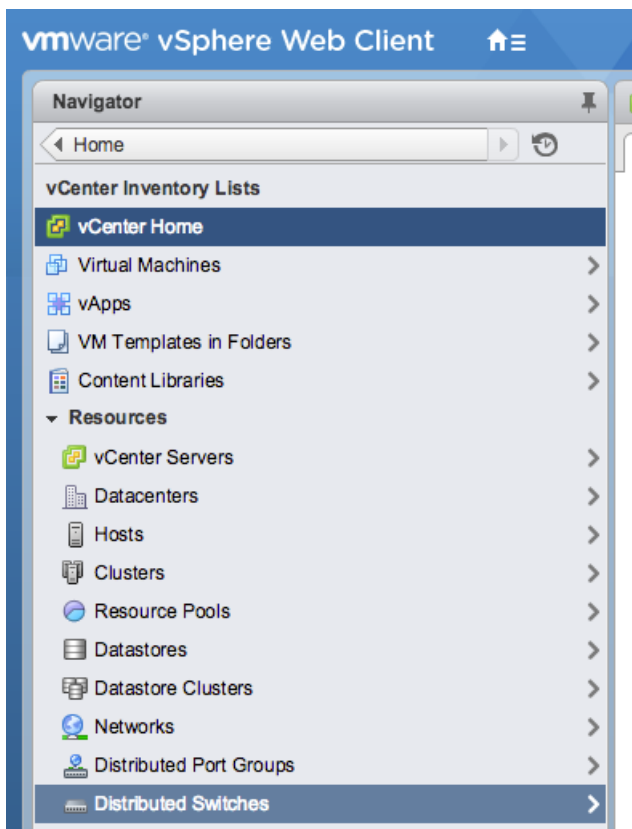 vmware® vSphere Web Client
Navigator
Home
vCenter Inventory Lists
vCenter Home
Virtual Machines
vApps
VM Templates in Folders
Content Libraries
Resources
vCenter Servers
Datacenters
Hosts
Clusters
Resource Pools
Datastores
Datastore Clusters
Networks
Distributed Port Groups
Distributed Switches